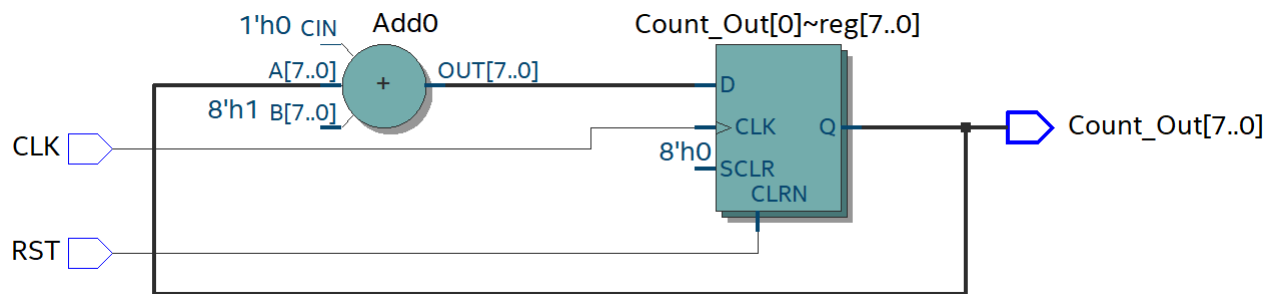 1'h0 CIN
Add0
Count_Out[0]~reg[7..0]
A[7..0]
OUT[7..0]
+
D
8'h1 B[7..0]
CLK
Q
Count_Out[7..0]
CLK
8'h0
SCLR
CLRN
RST